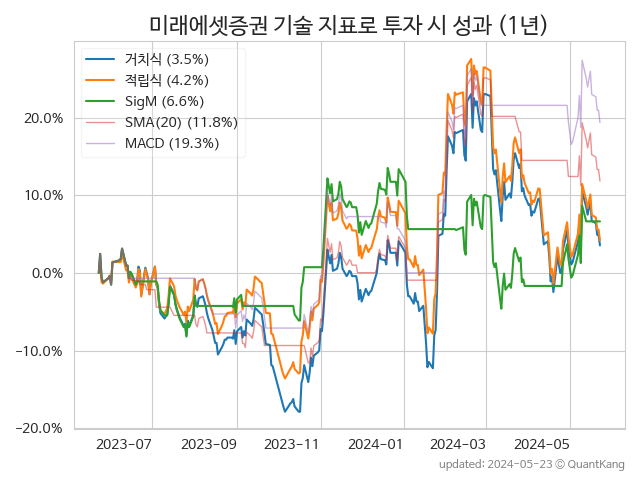 미래에셋증권 기술 지표로 투자 시 성과 (1년)
거치식 (3.5%)
적립식 (4.2%)
SigM (6.6%)
SMA(20) (11.8%)
MACD (19.3%)
20.0%
10.0%
0.0%
−10.0%
−20.0%
2023-07 2023-09 2023-11 2024-01 2024-03 2024-05
updated: 2024-05-23 © QuantKang